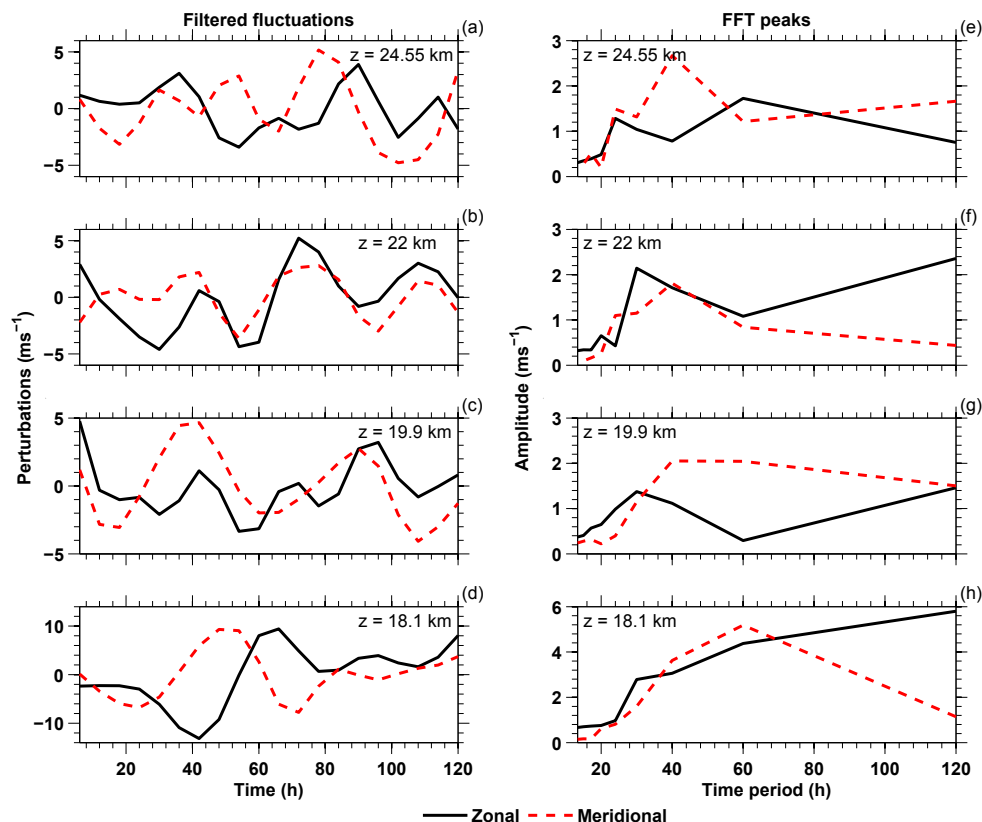 Filtered fluctuations
FFT peaks
(a)
z = 24.55 km
5
0
−5
(e)
z = 24.55 km
3
2
1
0
(b)
z = 22 km
5
0
−5
(f)
z = 22 km
3
2
1
0
(c)
z = 19.9 km
5
0
−5
(g)
z = 19.9 km
3
2
1
0
(d)
z = 18.1 km
10
0
−10
(h)
z = 18.1 km
6
4
2
0
Perturbations (ms−1)
Amplitude (ms−1)
20 40 60 80 100 120
Time (h)
20 40 60 80 100 120
Time period (h)
Zonal Meridional